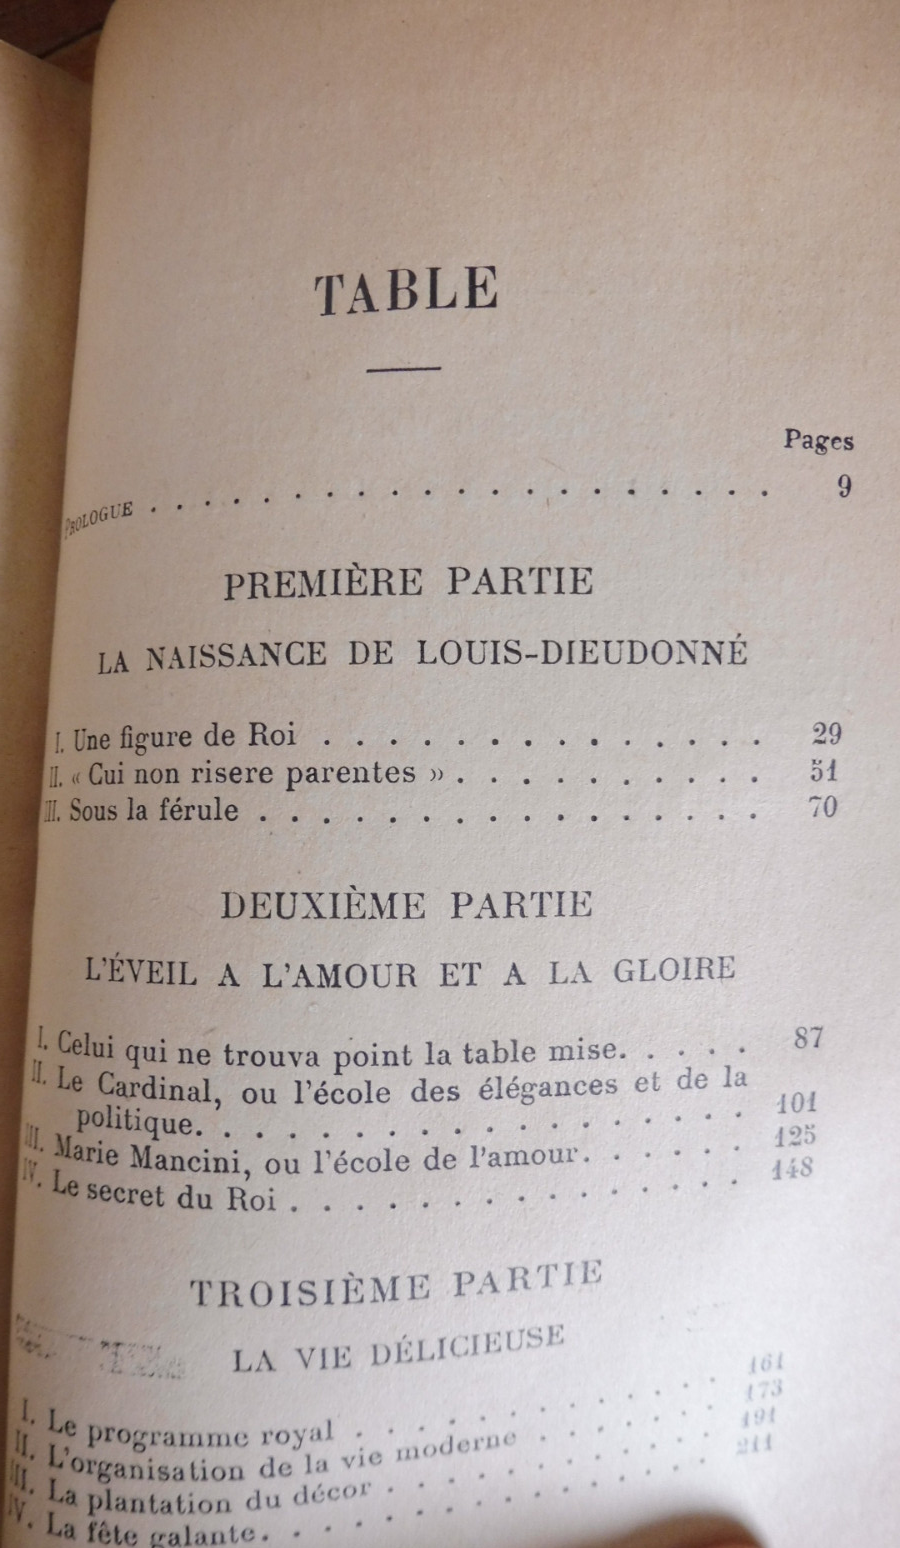 TABLE
Pages
PROLOGUE . . . . . . . . . . . . . . . . . . . . 9
PREMIÈRE PARTIE
LA NAISSANCE DE LOUIS-DIEUDONNÉ
I. Une figure de Roi . . . . . . . . . . . . . . 29
II. « Cui non risere parentes » . . . . . . . . . . 51
III. Sous la férule . . . . . . . . . . . . . . . . 70
DEUXIÈME PARTIE
L'ÉVEIL A L'AMOUR ET A LA GLOIRE
I. Celui qui ne trouva point la table mise. . . . . 87
II. Le Cardinal, ou l'école des élégances et de la
politique. . . . . . . . . . . . . . . . . . 101
III. Marie Mancini, ou l'école de l'amour. . . . . . 125
IV. Le secret du Roi . . . . . . . . . . . . . . . 148
TROISIÈME PARTIE
LA VIE DÉLICIEUSE
I. Le programme royal . . . . . . . . . . . . 161
II. L'organisation de la vie moderne . . . . . . . 173
III. La plantation du décor . . . . . . . . . . . 191
IV. La fête galante. . . . . . . . . . . . . . . 211